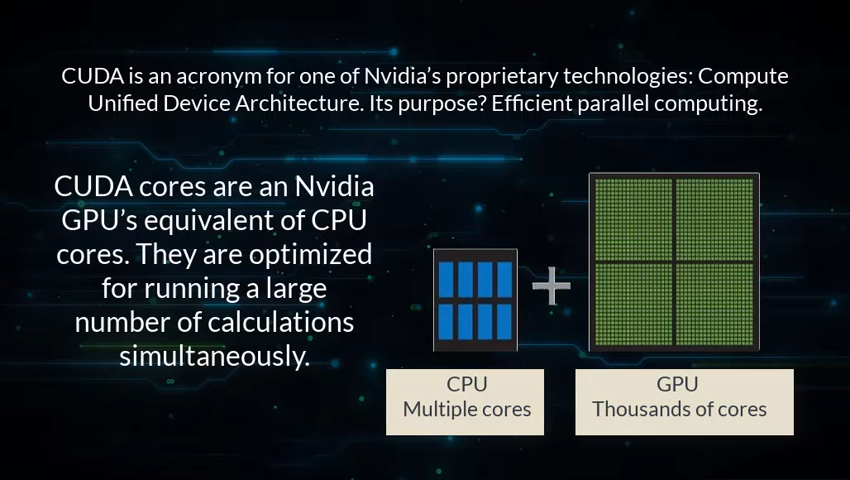 CUDA is an acronym for one of Nvidia’s proprietary technologies: Compute
Unified Device Architecture. Its purpose? Efficient parallel computing.
CUDA cores are an Nvidia
GPU’s equivalent of CPU
cores. They are optimized
for running a large
number of calculations
simultaneously.
CPU
Multiple cores
GPU
Thousands of cores